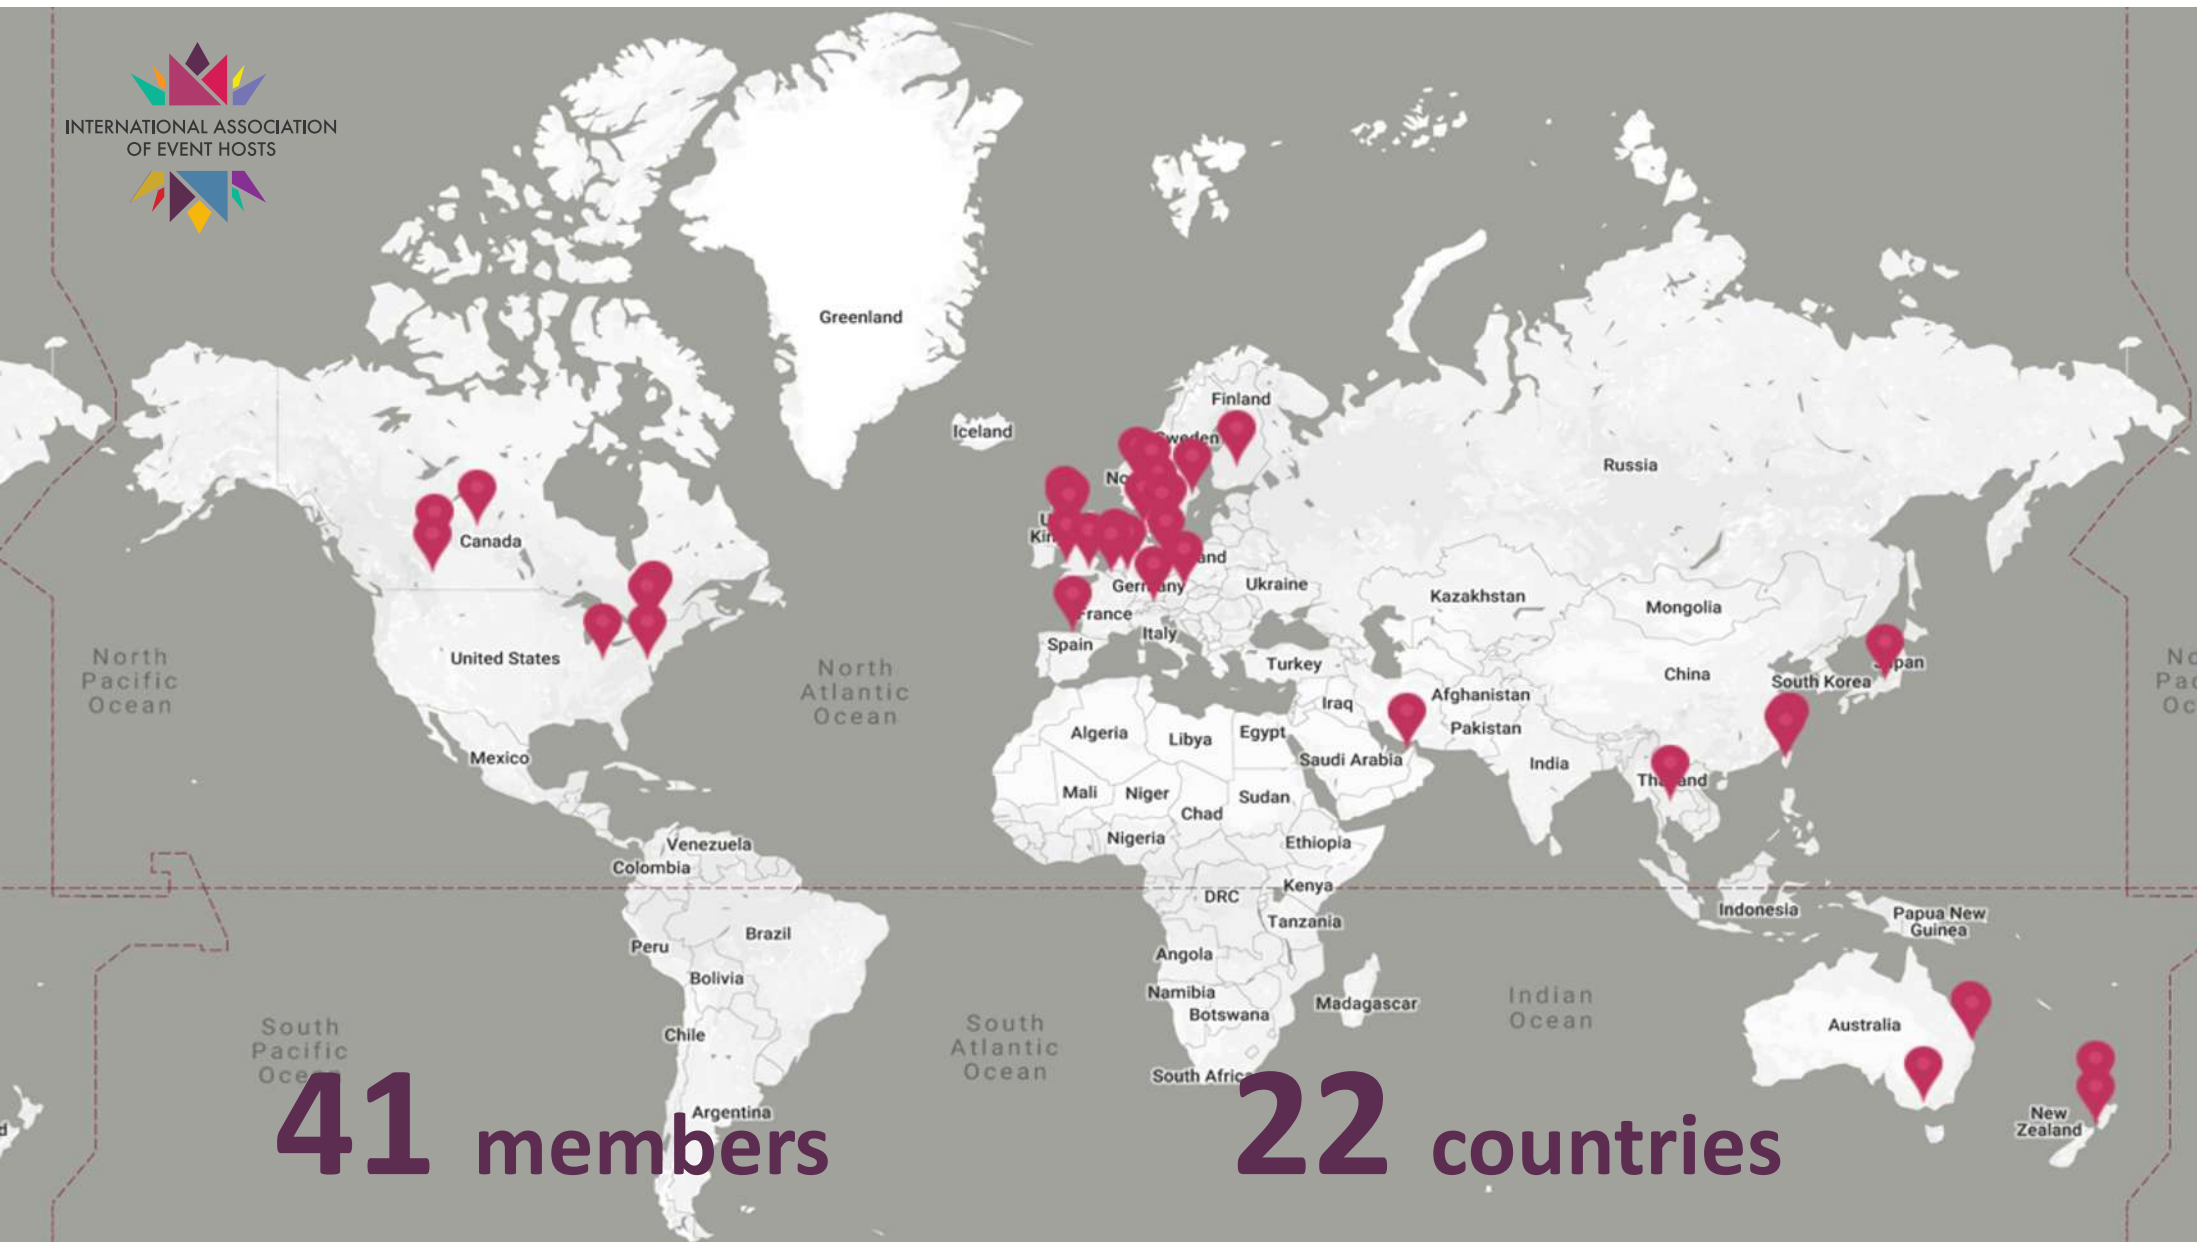 INTERNATIONAL ASSOCIATION
OF EVENT HOSTS
Greenland
Finland
Iceland
Russia
Canada
Ukraine
Kazakhstan
Mongolia
United States
Spain
Italy
Turkey
China
South Korea
Afghanistan
Iraq
Pakistan
Algeria
Libya
Egypt
Saudi Arabia
India
Mexico
Mali
Niger
Chad
Sudan
Nigeria
Ethiopia
Venezuela
Colombia
Kenya
DRC
Tanzania
Indonesia
Papua New
Guinea
Brazil
Peru
Bolivia
Angola
Namibia
Botswana
Madagascar
Australia
Chile
Argentina
New
Zealand
North
Pacific
Ocean
North
Atlantic
Ocean
South
Pacific
South
Atlantic
Ocean
Indian
Ocean
41 members
22 countries